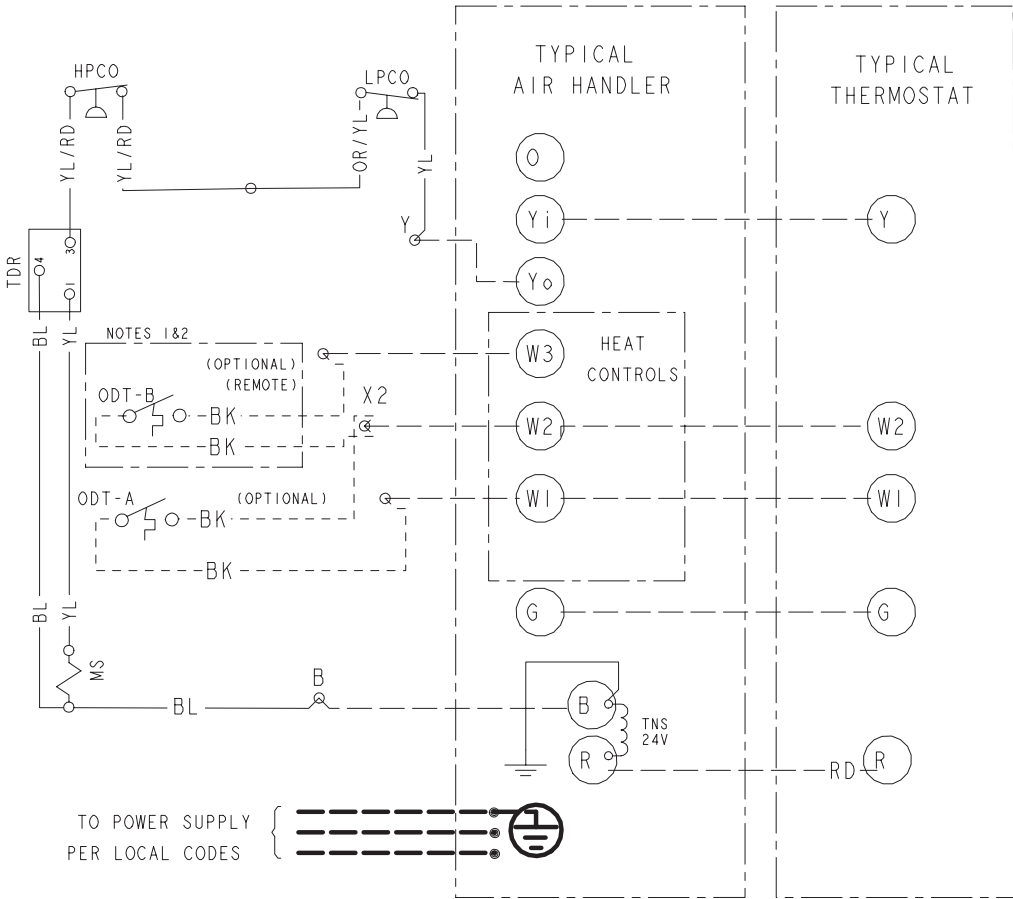 TYPICAL
AIR HANDLER
TYPICAL
THERMOSTAT
HPCO
LPCO
YL/RD
YL/RD
OR/YL
YL
O
Yi
Y
Y
Yo
TDR
4
3
1
BL
YL
NOTES 1&2
(OPTIONAL)
(REMOTE)
ODT-B
BK
BK
X2
W3
HEAT
CONTROLS
W2
W2
ODT-A
(OPTIONAL)
BK
BK
W1
W1
BL
YL
G
G
MS
B
BL
B
TNS
24V
R
RD
R
TO POWER SUPPLY
PER LOCAL CODES